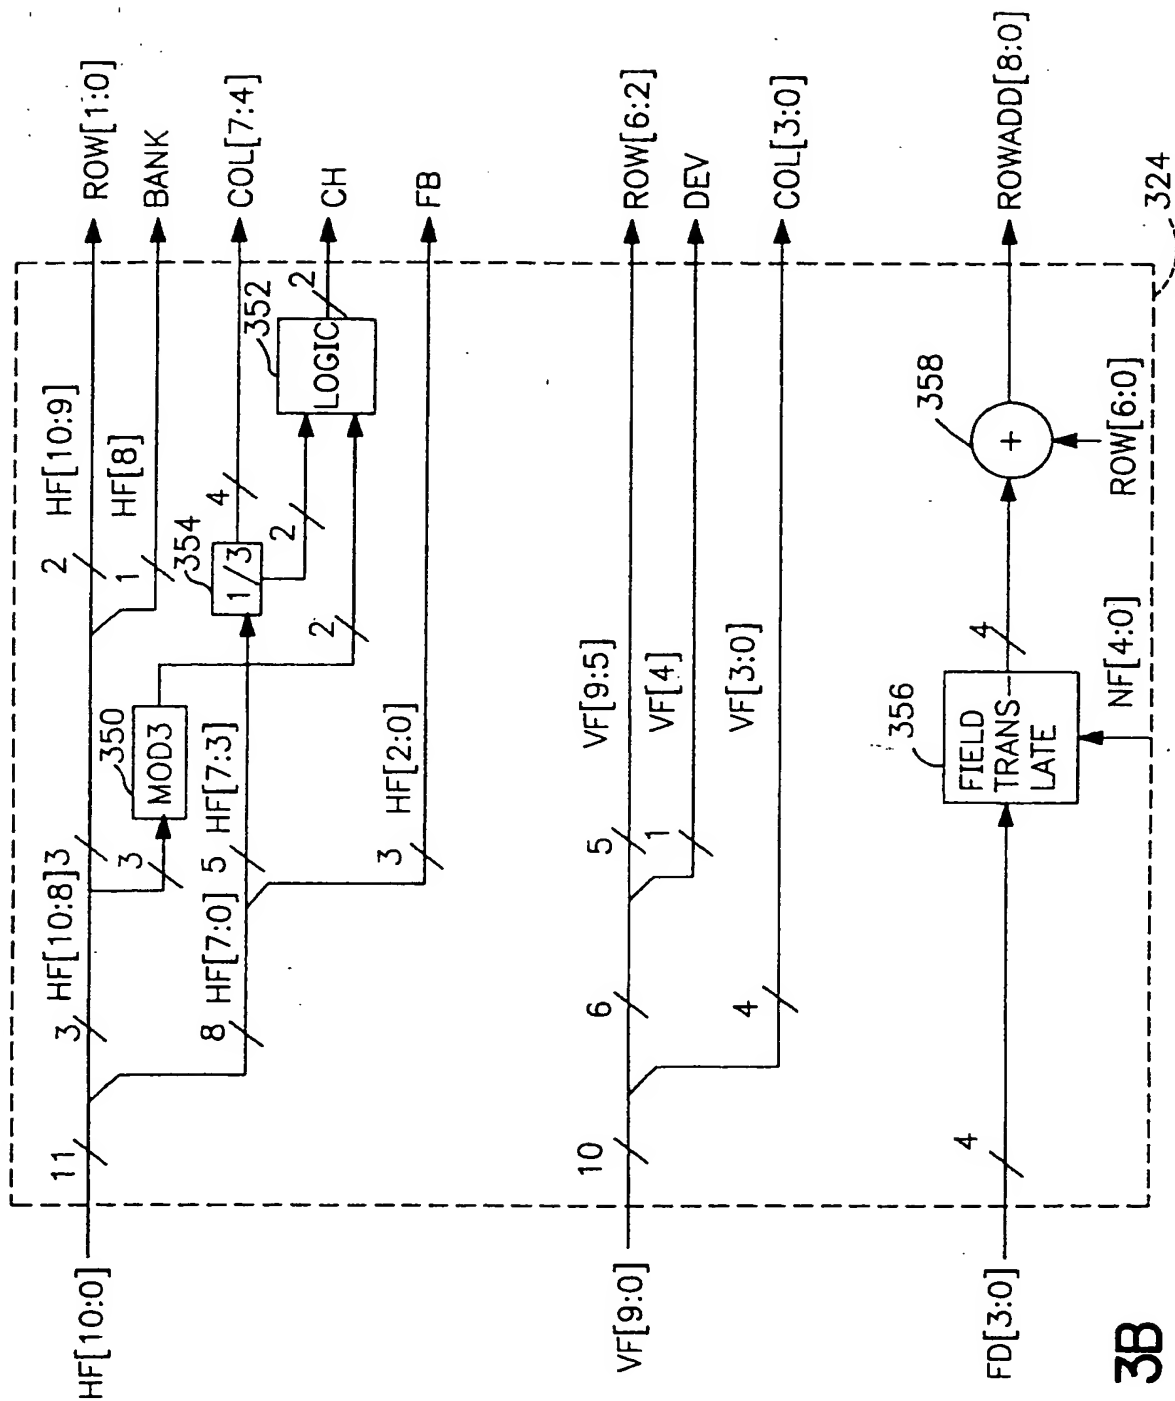 HF[10:0]
11
3
HF[10:8]
3
2
HF[10:9]
ROW[1:0]
3
350
MOD3
1
HF[8]
BANK
8
HF[7:0]
5
HF[7:3]
354
1/3
4
COL[7:4]
2
2
352
LOGIC
2
CH
3
HF[2:0]
FB
VF[9:0]
10
6
5
VF[9:5]
ROW[6:2]
1
VF[4]
DEV
4
VF[3:0]
COL[3:0]
FD[3:0]
4
356
FIELD
TRANS-
LATE
NF[4:0]
4
358
+
ROW[6:0]
ROWADD[8:0]
324
3B